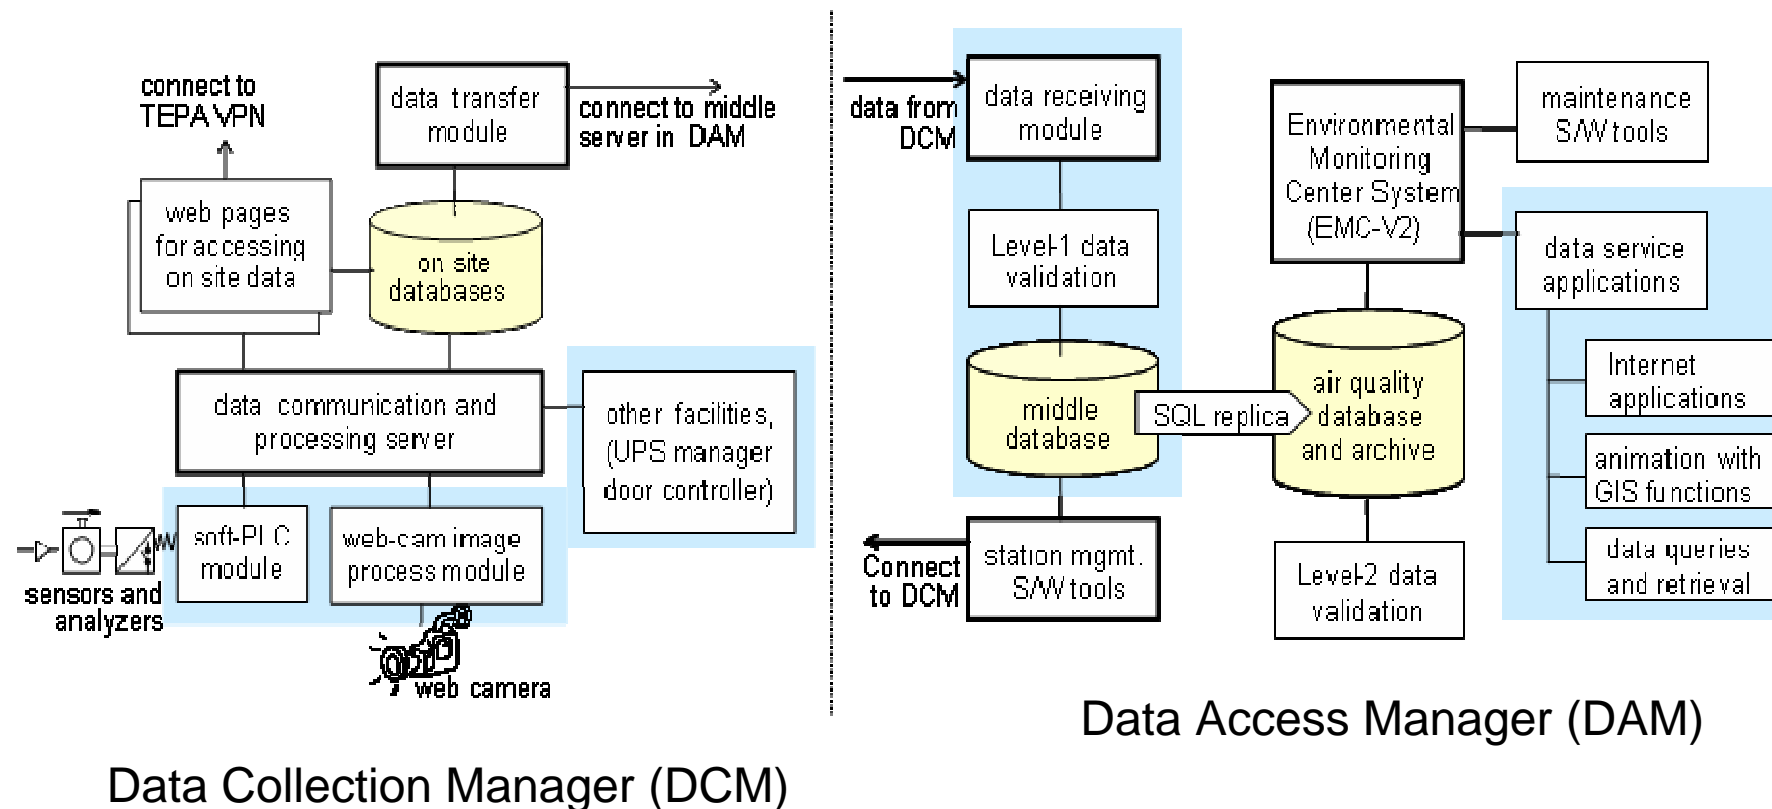 connect to
TEPA VPN
data transfer
module
connect to middle
server in DAM
web pages
for accessing
on site data
on site
databases
data communication and
processing server
other facilities,
(UPS manager
door controller)
soft-PLC
module
web-cam image
process module
sensors and
analyzers
web camera
Data Collection Manager (DCM)
data from
DCM
data receiving
module
Level-1 data
validation
middle
database
SQL replica
station mgmt.
S/W tools
Connect
to DCM
Environmental
Monitoring
Center System
(EMC-V2)
maintenance
S/W tools
data service
applications
air quality
database
and archive
Internet
applications
animation with
GIS functions
data queries
and retrieval
Level-2 data
validation
Data Access Manager (DAM)